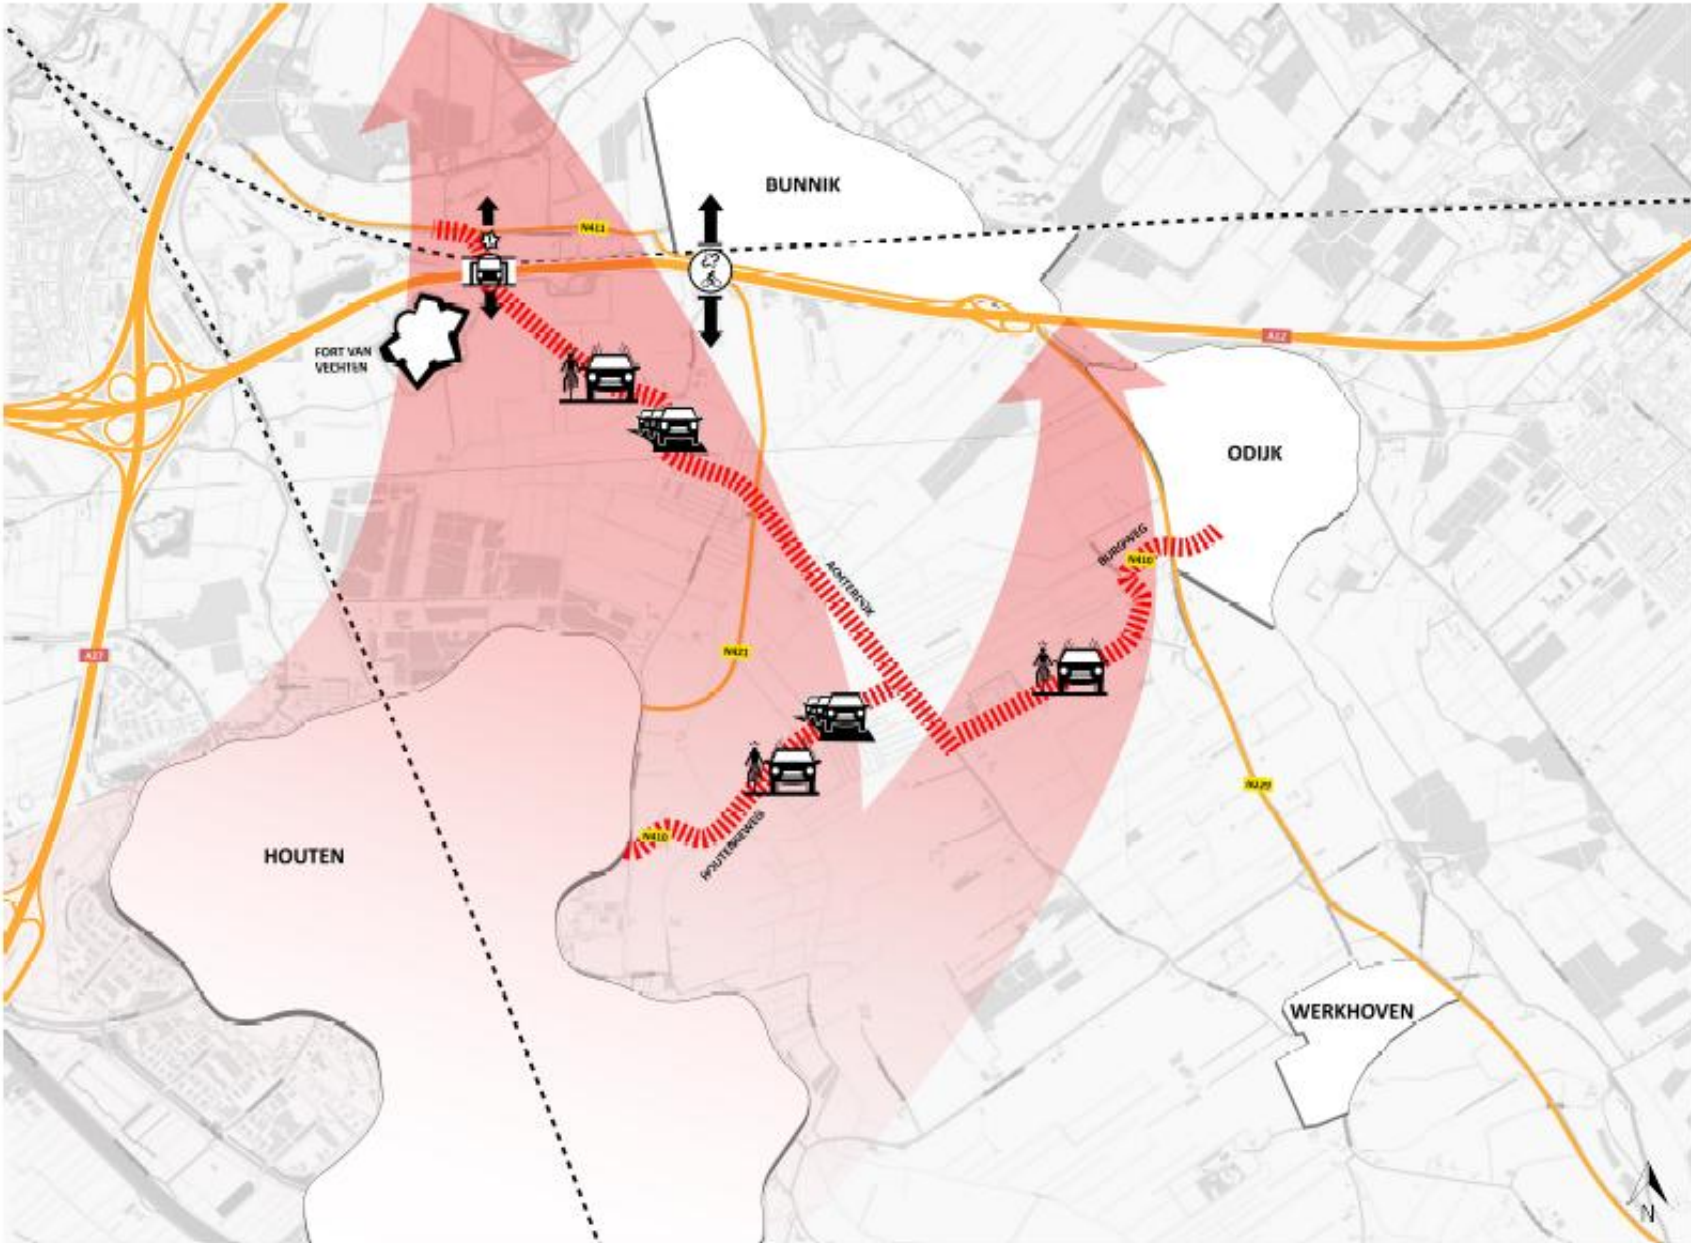 BUNNIK
N411
FORT VAN
VECHTEN
A12
ODIJK
BURGWEG
N410
ACHTERDIJK
N421
A27
N229
N410
HOUTENSEWEG
HOUTEN
WERKHOVEN
N